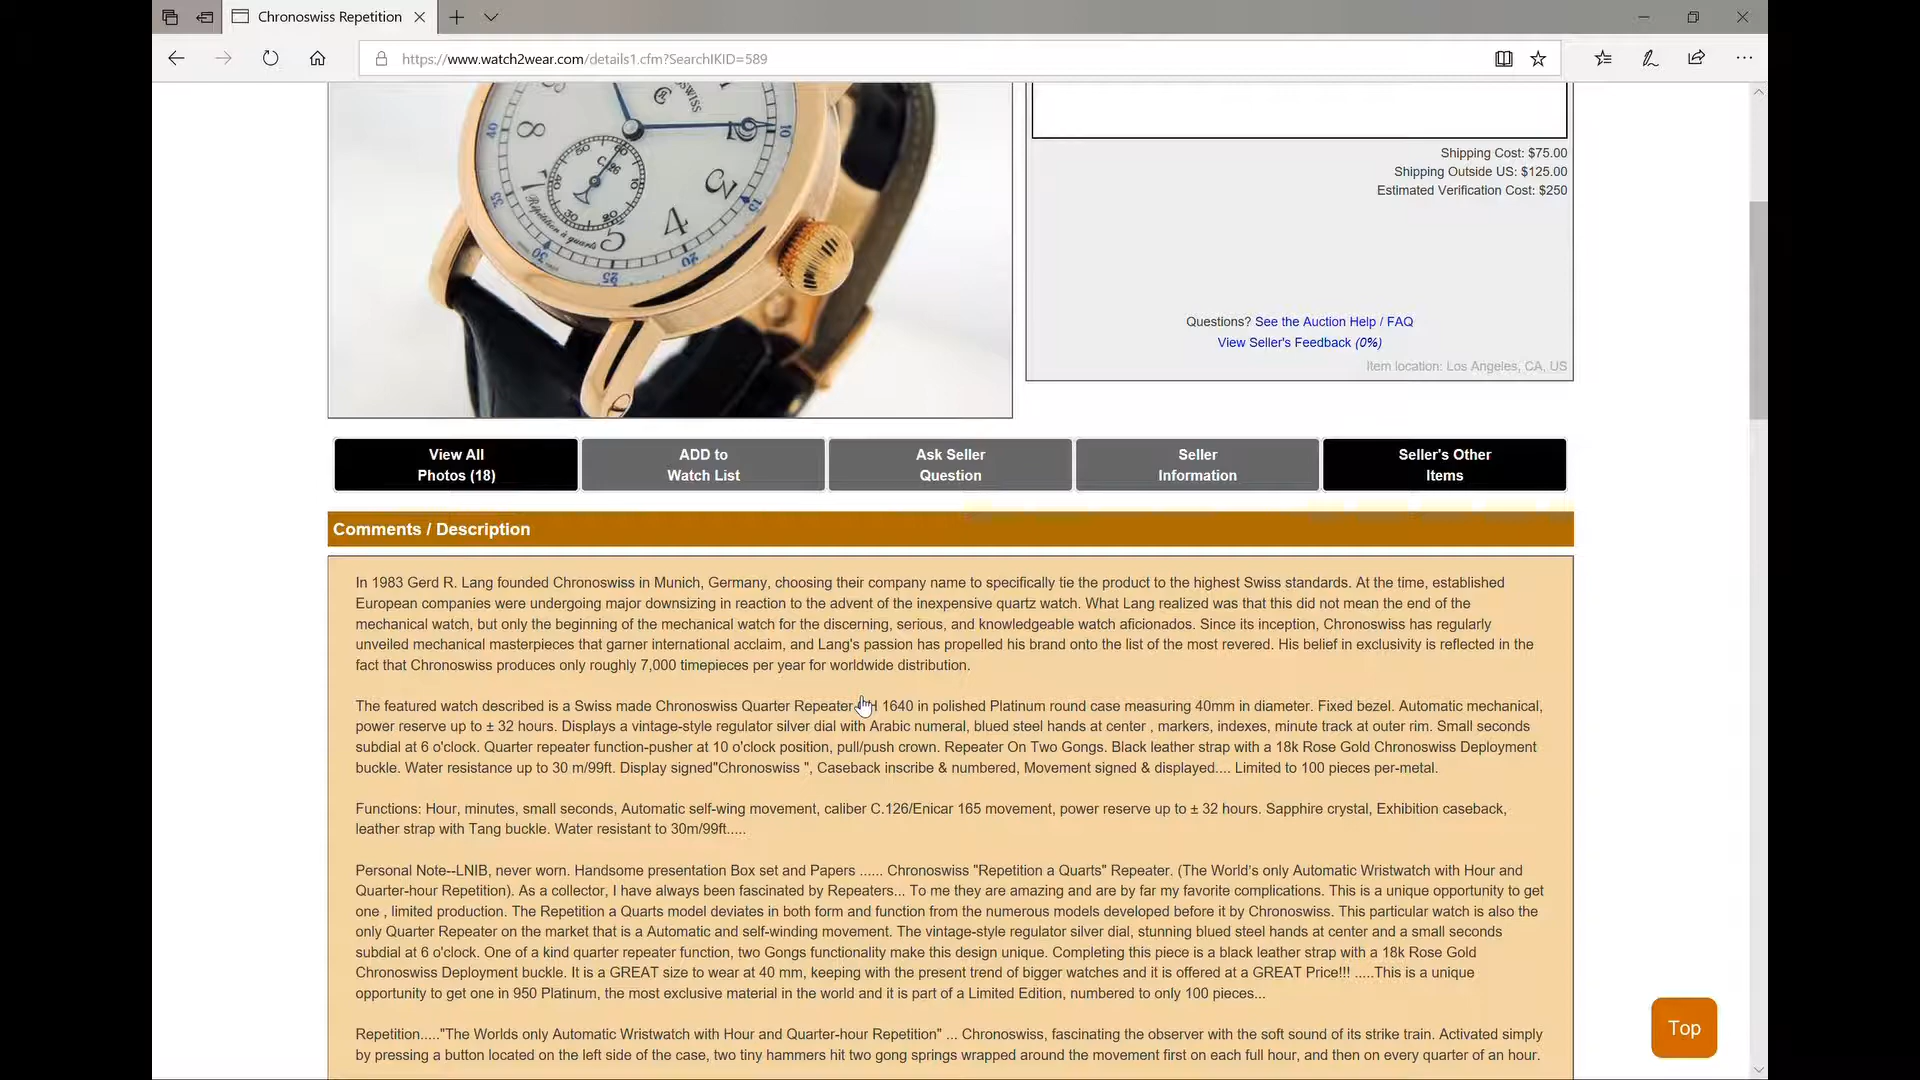 Chronoswiss Repetition
https://www.watch2wear.com/details1.cfm?SearchIKID=589
Shipping Cost: $75.00
Shipping Outside US: $125.00
Estimated Verification Cost: $250
Questions? See the Auction Help / FAQ
View Seller's Feedback (0%)
Item location: Los Angeles, CA, US
View All
Photos (18)
ADD to
Watch List
Ask Seller
Question
Seller
Information
Seller's Other
Items
Comments / Description
In 1983 Gerd R. Lang founded Chronoswiss in Munich, Germany, choosing their company name to specifically tie the product to the highest Swiss standards. At the time, established
European companies were undergoing major downsizing in reaction to the advent of the inexpensive quartz watch. What Lang realized was that this did not mean the end of the
mechanical watch, but only the beginning of the mechanical watch for the discerning, serious, and knowledgeable watch aficionados. Since its inception, Chronoswiss has regularly
unveiled mechanical masterpieces that garner international acclaim, and Lang's passion has propelled his brand onto the list of the most revered. His belief in exclusivity is reflected in the
fact that Chronoswiss produces only roughly 7,000 timepieces per year for worldwide distribution.
The featured watch described is a Swiss made Chronoswiss Quarter Repeater 1640 in polished Platinum round case measuring 40mm in diameter. Fixed bezel. Automatic mechanical,
power reserve up to ± 32 hours. Displays a vintage-style regulator silver dial with Arabic numeral, blued steel hands at center , markers, indexes, minute track at outer rim. Small seconds
subdial at 6 o'clock. Quarter repeater function-pusher at 10 o'clock position, pull/push crown. Repeater On Two Gongs. Black leather strap with a 18k Rose Gold Chronoswiss Deployment
buckle. Water resistance up to 30 m/99ft. Display signed"Chronoswiss ", Caseback inscribe & numbered, Movement signed & displayed.... Limited to 100 pieces per-metal.
Functions: Hour, minutes, small seconds, Automatic self-wing movement, caliber C.126/Enicar 165 movement, power reserve up to ± 32 hours. Sapphire crystal, Exhibition caseback,
leather strap with Tang buckle. Water resistant to 30m/99ft.....
Personal Note--LNIB, never worn. Handsome presentation Box set and Papers ...... Chronoswiss "Repetition a Quarts" Repeater. (The World's only Automatic Wristwatch with Hour and
Quarter-hour Repetition). As a collector, I have always been fascinated by Repeaters... To me they are amazing and are by far my favorite complications. This is a unique opportunity to get
one , limited production. The Repetition a Quarts model deviates in both form and function from the numerous models developed before it by Chronoswiss. This particular watch is also the
only Quarter Repeater on the market that is a Automatic and self-winding movement. The vintage-style regulator silver dial, stunning blued steel hands at center and a small seconds
subdial at 6 o'clock. One of a kind quarter repeater function, two Gongs functionality make this design unique. Completing this piece is a black leather strap with a 18k Rose Gold
Chronoswiss Deployment buckle. It is a GREAT size to wear at 40 mm, keeping with the present trend of bigger watches and it is offered at a GREAT Price!!! .....This is a unique
opportunity to get one in 950 Platinum, the most exclusive material in the world and it is part of a Limited Edition, numbered to only 100 pieces...
Repetition....."The Worlds only Automatic Wristwatch with Hour and Quarter-hour Repetition" ... Chronoswiss, fascinating the observer with the soft sound of its strike train. Activated simply
by pressing a button located on the left side of the case, two tiny hammers hit two gong springs wrapped around the movement first on each full hour, and then on every quarter of an hour.
Top